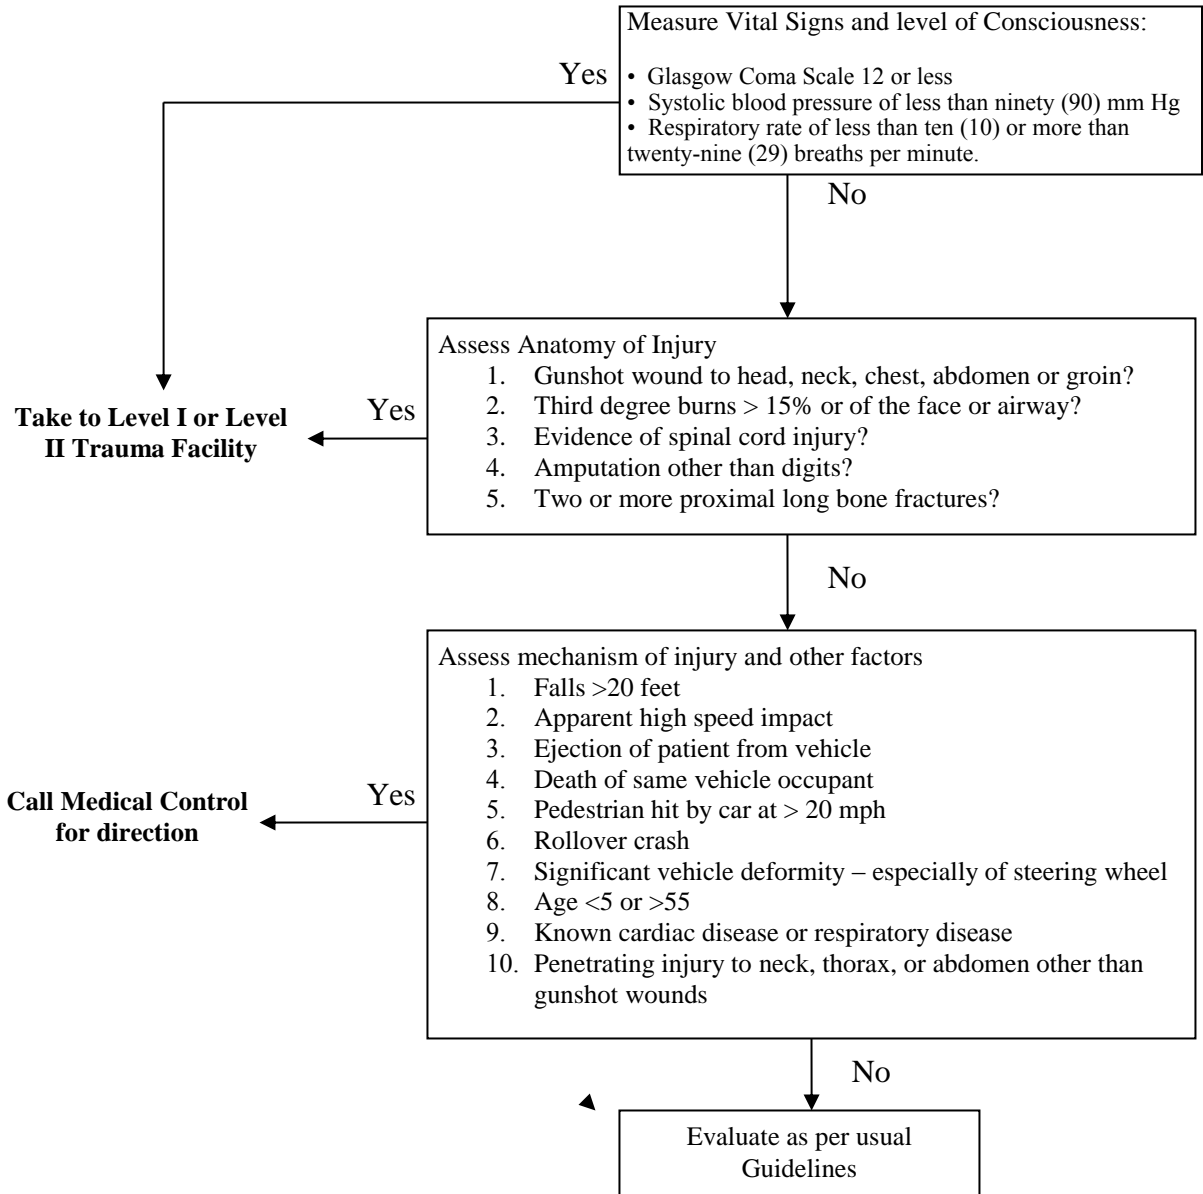 Measure Vital Signs and level of Consciousness:
• Glasgow Coma Scale 12 or less
• Systolic blood pressure of less than ninety (90) mm Hg
• Respiratory rate of less than ten (10) or more than
twenty-nine (29) breaths per minute.
Yes
No
Assess Anatomy of Injury
1. Gunshot wound to head, neck, chest, abdomen or groin?
2. Third degree burns > 15% or of the face or airway?
3. Evidence of spinal cord injury?
4. Amputation other than digits?
5. Two or more proximal long bone fractures?
Yes
Take to Level I or Level
II Trauma Facility
No
Assess mechanism of injury and other factors
1. Falls >20 feet
2. Apparent high speed impact
3. Ejection of patient from vehicle
4. Death of same vehicle occupant
5. Pedestrian hit by car at > 20 mph
6. Rollover crash
7. Significant vehicle deformity – especially of steering wheel
8. Age <5 or >55
9. Known cardiac disease or respiratory disease
10. Penetrating injury to neck, thorax, or abdomen other than
gunshot wounds
Yes
Call Medical Control
for direction
No
Evaluate as per usual
Guidelines